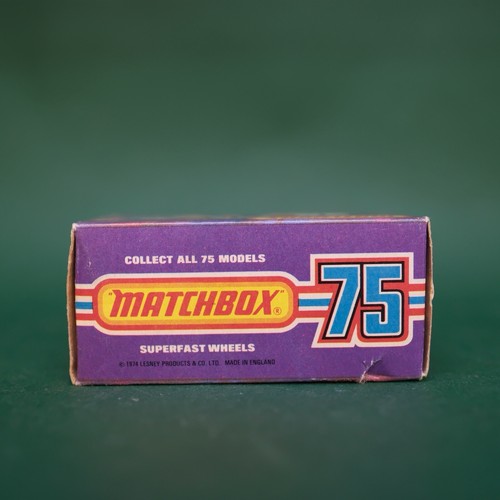 COLLECT ALL 75 MODELS
"MATCHBOX" ®
75
SUPERFAST WHEELS
© 1974 LESNEY PRODUCTS & CO. LTD. MADE IN ENGLAND